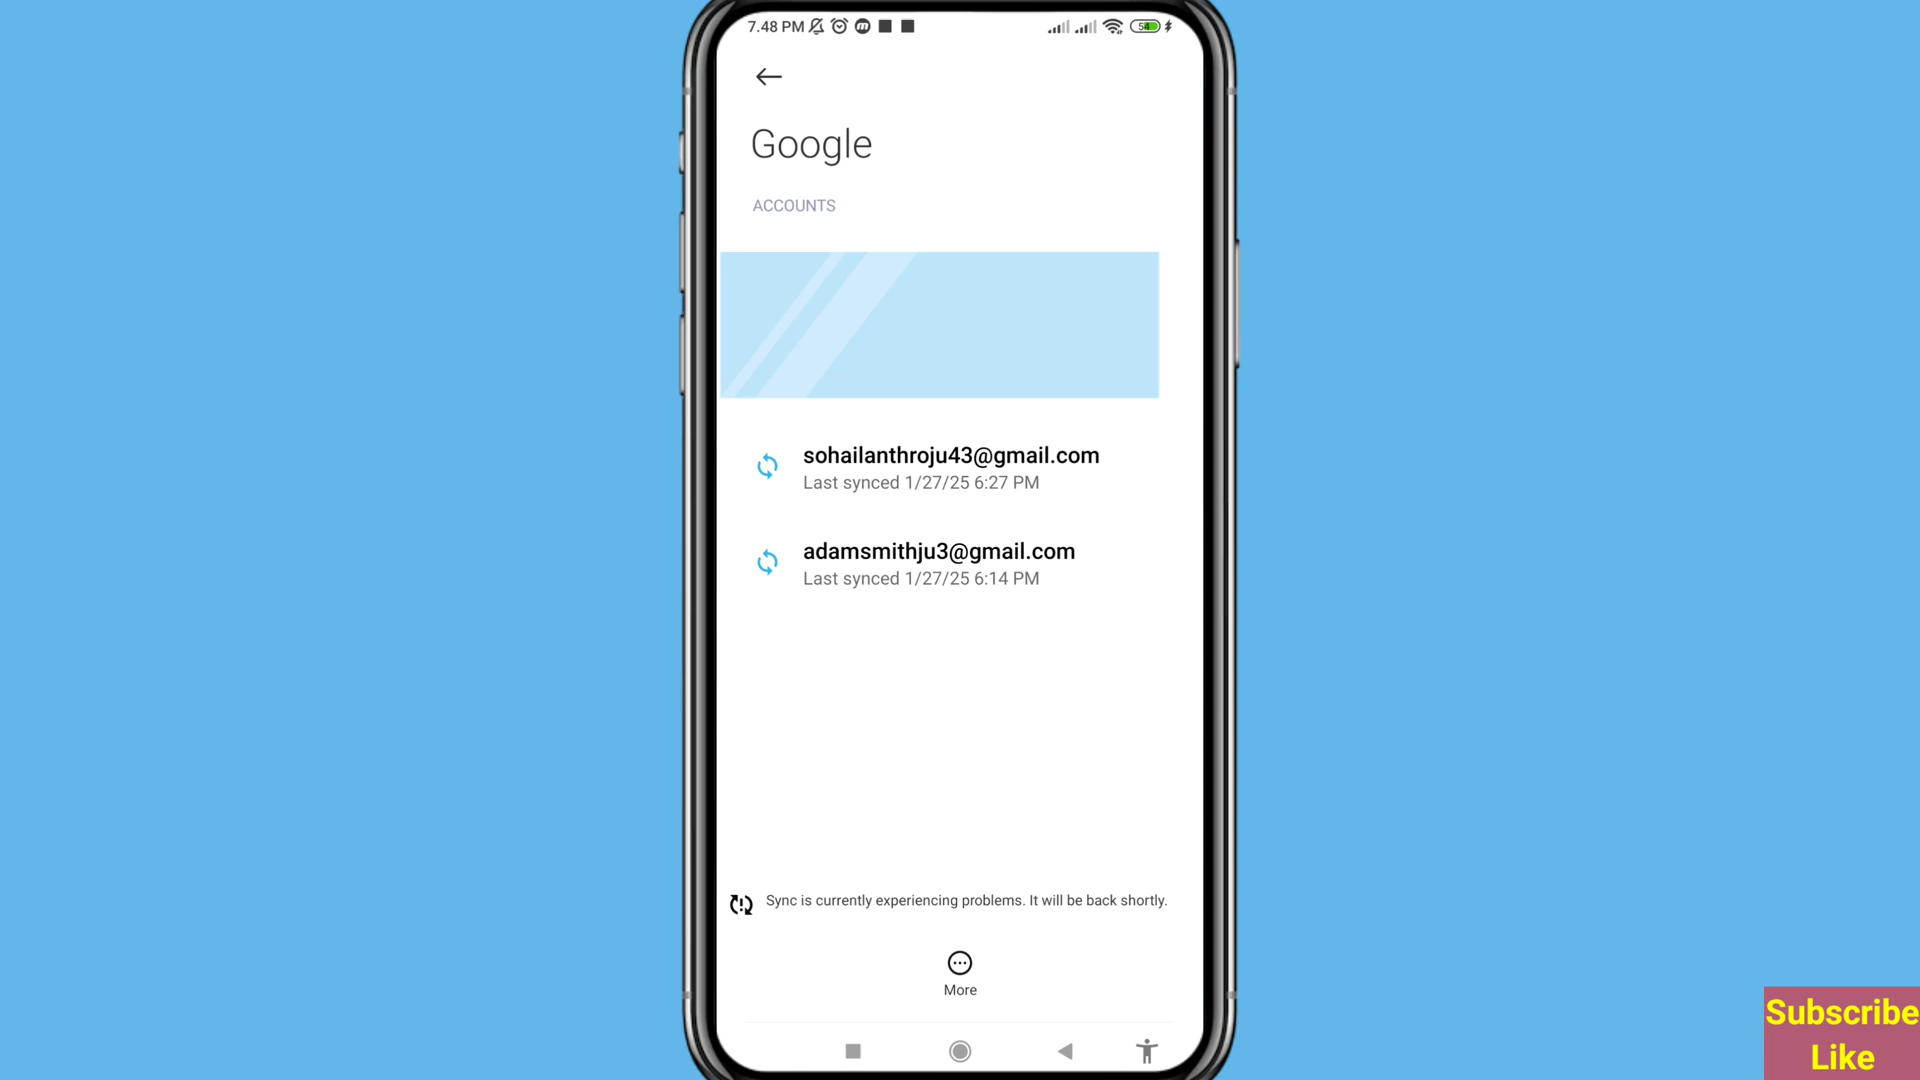 7.48 PM
54
Google
ACCOUNTS
sohailanthroju43@gmail.com
Last synced 1/27/25 6:27 PM
adamsmithju3@gmail.com
Last synced 1/27/25 6:14 PM
Sync is currently experiencing problems. It will be back shortly.
More
Subscribe
Like